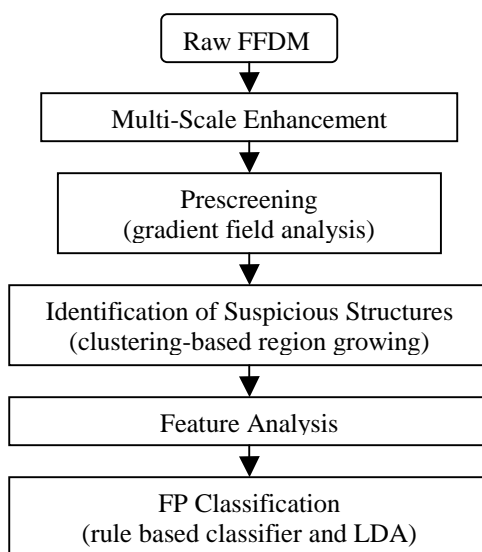 Raw FFDM
Multi-Scale Enhancement
Prescreening
(gradient field analysis)
Identification of Suspicious Structures
(clustering-based region growing)
Feature Analysis
FP Classification
(rule based classifier and LDA)